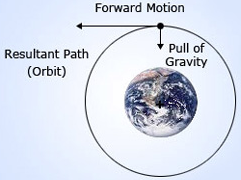 Forward Motion
Resultant Path
(Orbit)
Pull of
Gravity